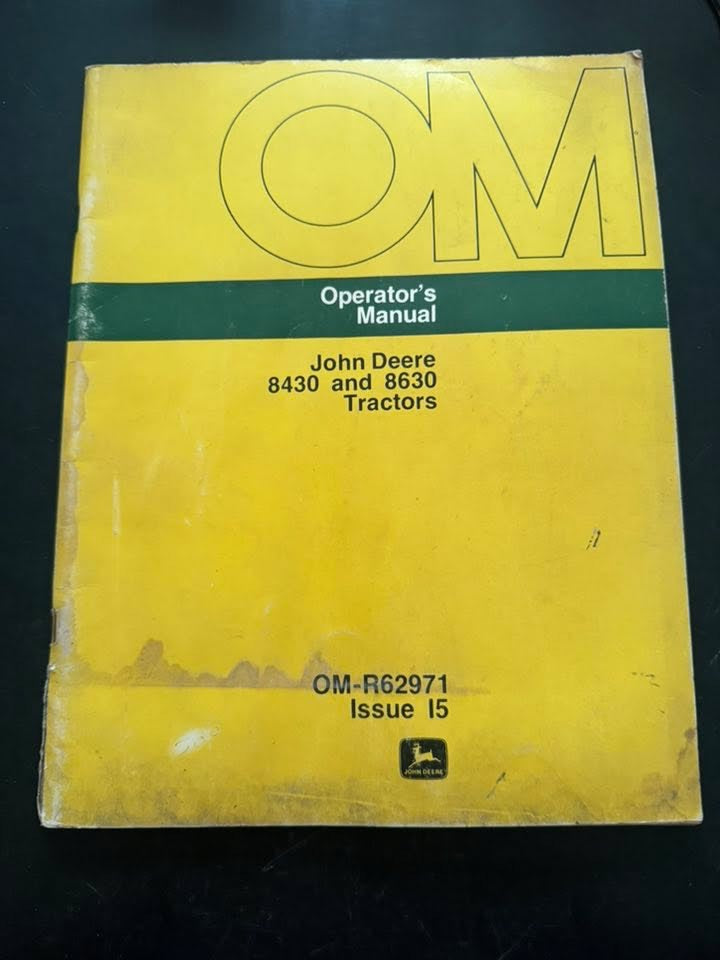 OM
Operator's
Manual
John Deere
8430 and 8630
Tractors
OM-R62971
Issue I5
JOHN DEERE